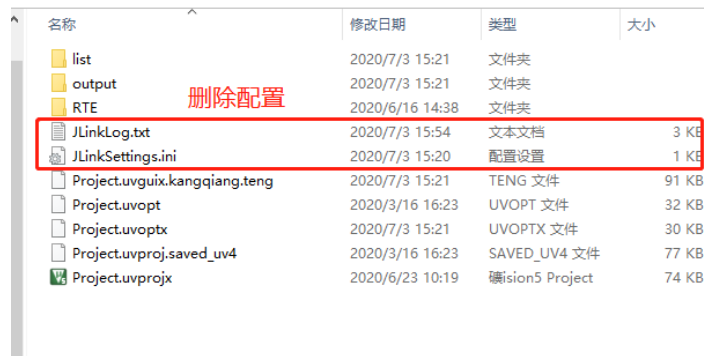 名称 修改日期 类型 大小
list 2020/7/3 15:21 文件夹
output 2020/7/3 15:21 文件夹
删除配置
RTE 2020/6/16 14:38 文件夹
JLinkLog.txt 2020/7/3 15:54 文本文档 3 KB
JLinkSettings.ini 2020/7/3 15:20 配置设置 1 KB
Project.uvguix.kangqiang.teng 2020/7/3 15:21 TENG 文件 91 KB
Project.uvopt 2020/3/16 16:23 UVOPT 文件 32 KB
Project.uvoptx 2020/7/3 15:21 UVOPTX 文件 30 KB
Project.uvproj.saved_uv4 2020/3/16 16:23 SAVED_UV4 文件 77 KB
Project.uvprojx 2020/6/23 10:19 礦ision5 Project 74 KB